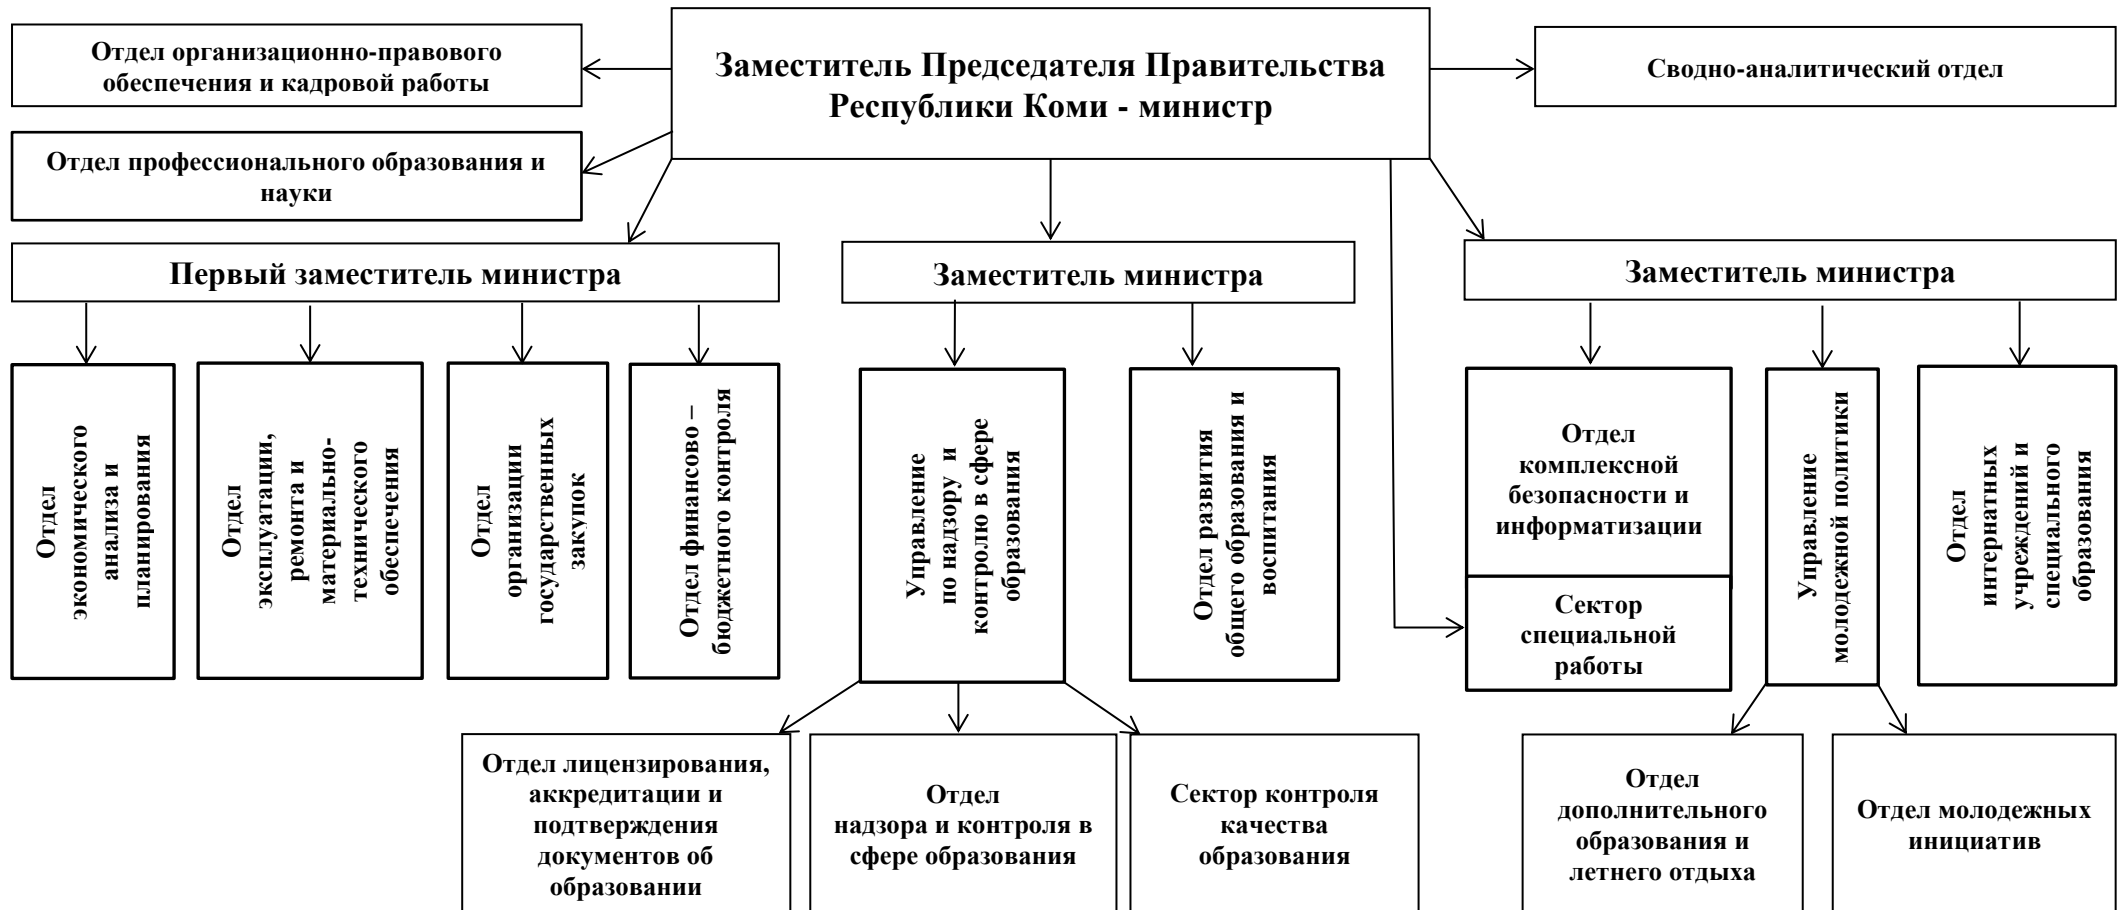 Отдел организационно-правового
обеспечения и кадровой работы
Заместитель Председателя Правительства
Республики Коми - министр
Сводно-аналитический отдел
Отдел профессионального образования и
науки
Первый заместитель министра
Заместитель министра
Заместитель министра
Отдел
экономического
анализа и
планирования
Отдел
эксплуатации,
ремонта и
материально-
технического
обеспечения
Отдел
организации
государственных
закупок
Отдел финансово –
бюджетного контроля
Управление
по надзору и
контролю в сфере
образования
Отдел развития
общего образования и
воспитания
Отдел
комплексной
безопасности и
информатизации
Сектор
специальной
работы
Управление
молодежной политики
Отдел
интернатных
учреждений и
специального
образования
Отдел лицензирования,
аккредитации и
подтверждения
документов об
образовании
Отдел
надзора и контроля в
сфере образования
Сектор контроля
качества
образования
Отдел
дополнительного
образования и
летнего отдыха
Отдел молодежных
инициатив